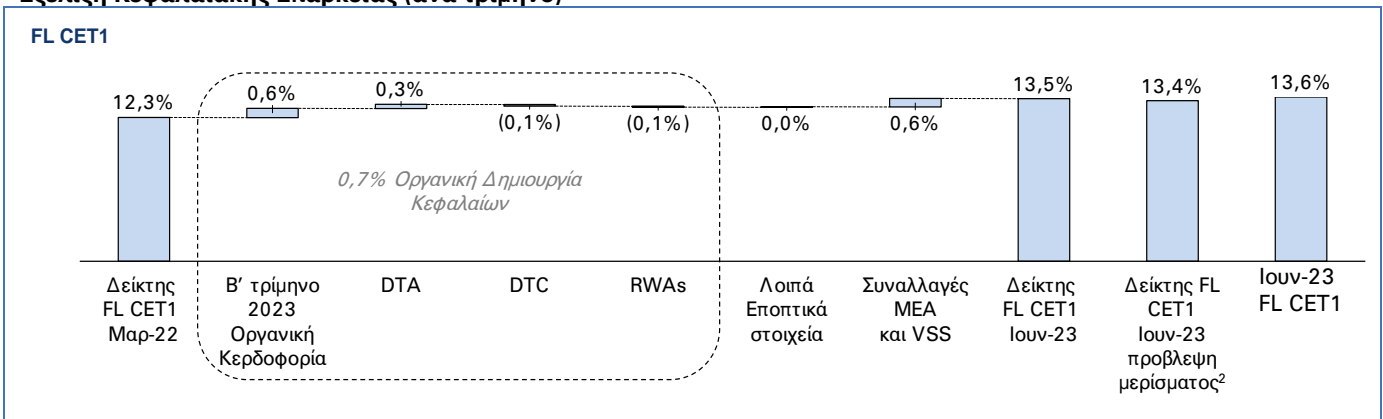 Εξέλιξη Κεφαλαιακής Επάρκειας (ανά τρίμηνο)
FL CET1
12,3%
0,6%
0,3%
(0,1%)
(0,1%)
0,0%
0,6%
13,5%
13,4%
13,6%
0,7% Οργανική Δημιουργία
Κεφαλαίων
Δείκτης
FL CET1
Μαρ-22
Β’ τρίμηνο
2023
Οργανική
Κερδοφορία
DTA
DTC
RWAs
Λοιπά
Εποπτικά
στοιχεία
Συναλλαγές
ΜΕΑ
και VSS
Δείκτης
FL CET1
Ιουν-23
Δείκτης FL
CET1
Ιουν-23
προβλεψη
μερίσματος²
Ιουν-23
FL CET1